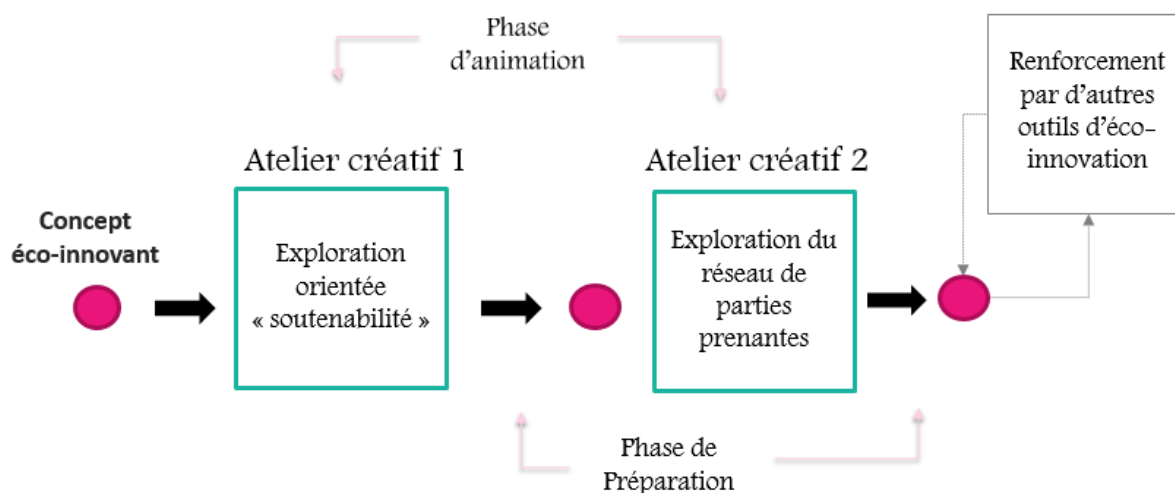 Phase
d'animation
Renforcement
par d'autres
outils d'éco-
innovation
Atelier créatif 1
Atelier créatif 2
Concept
éco-innovant
Exploration
orientée
« soutenabilité »
Exploration du
réseau de
parties
prenantes
Phase de
Préparation